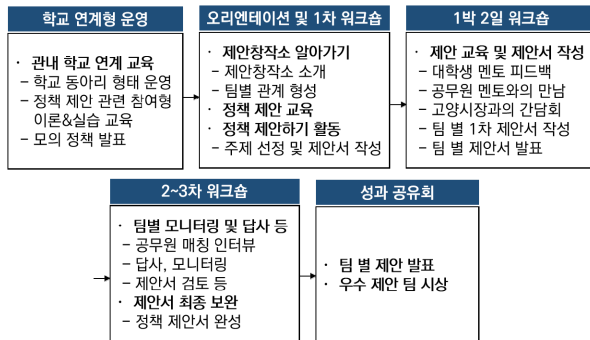 학교 연계형 운영
· 관내 학교 연계 교육
– 학교 동아리 형태 운영
– 정책 제안 관련 참여형
이론&실습 교육
– 모의 정책 발표
오리엔테이션 및 1차 워크숍
· 제안창작소 알아가기
– 제안창작소 소개
– 팀별 관계 형성
· 정책 제안 교육
· 정책 제안하기 활동
– 주제 선정 및 제안서 작성
1박 2일 워크숍
· 제안 교육 및 제안서 작성
– 대학생 멘토 피드백
– 공무원 멘토와의 만남
– 고양시장과의 간담회
– 팀 별 1차 제안서 작성
– 팀 별 제안서 발표
2~3차 워크숍
· 팀별 모니터링 및 답사 등
– 공무원 매칭 인터뷰
– 답사, 모니터링
– 제안서 검토 등
· 제안서 최종 보완
– 정책 제안서 완성
성과 공유회
· 팀 별 제안 발표
· 우수 제안 팀 시상